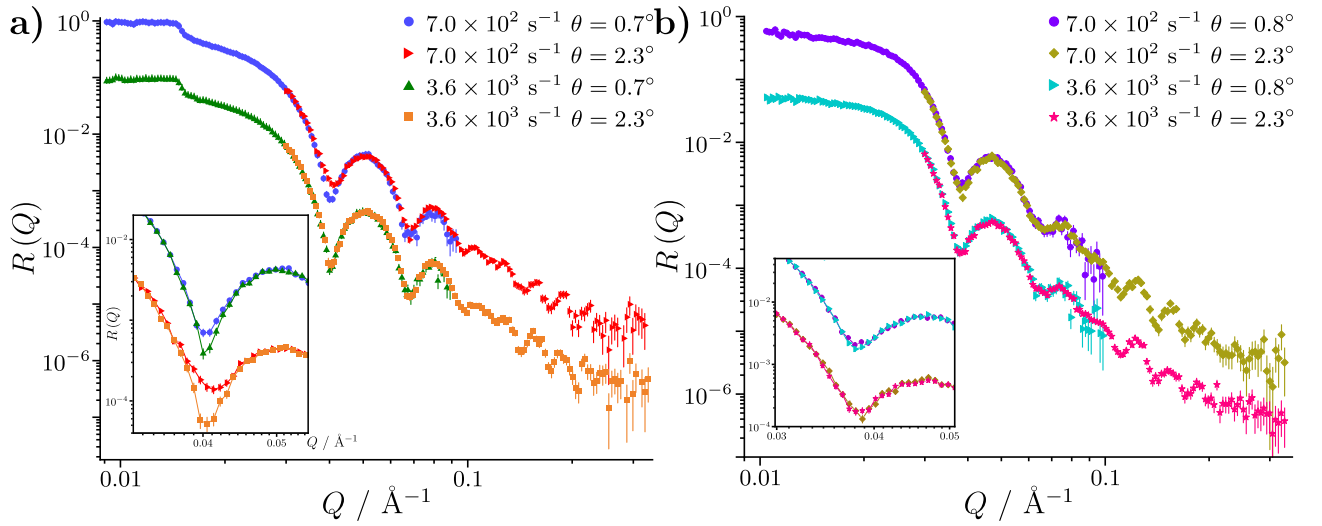 a)
R(Q)
10⁰
10⁻²
10⁻⁴
10⁻⁶
7.0 × 10² s⁻¹ θ = 0.7°
7.0 × 10² s⁻¹ θ = 2.3°
3.6 × 10³ s⁻¹ θ = 0.7°
3.6 × 10³ s⁻¹ θ = 2.3°
R(Q)
10⁻²
10⁻⁴
0.04
0.05
Q / Å⁻¹
0.01
0.1
Q / Å⁻¹
b)
R(Q)
10⁰
10⁻²
10⁻⁴
10⁻⁶
7.0 × 10² s⁻¹ θ = 0.8°
7.0 × 10² s⁻¹ θ = 2.3°
3.6 × 10³ s⁻¹ θ = 0.8°
3.6 × 10³ s⁻¹ θ = 2.3°
10⁻²
10⁻³
10⁻⁴
0.03
0.04
0.05
0.01
0.1
Q / Å⁻¹